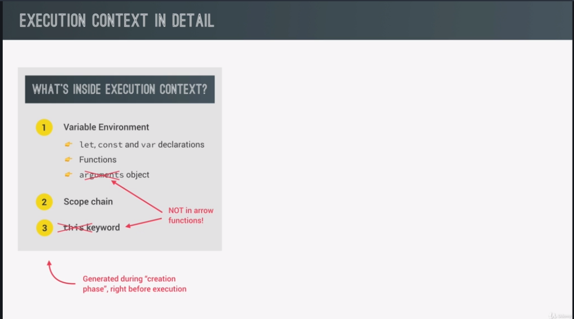 EXECUTION CONTEXT IN DETAIL
WHAT'S INSIDE EXECUTION CONTEXT?
1 Variable Environment
let, const and var declarations
Functions
arguments object
2 Scope chain
NOT in arrow
functions!
3 this keyword
Generated during "creation
phase", right before execution